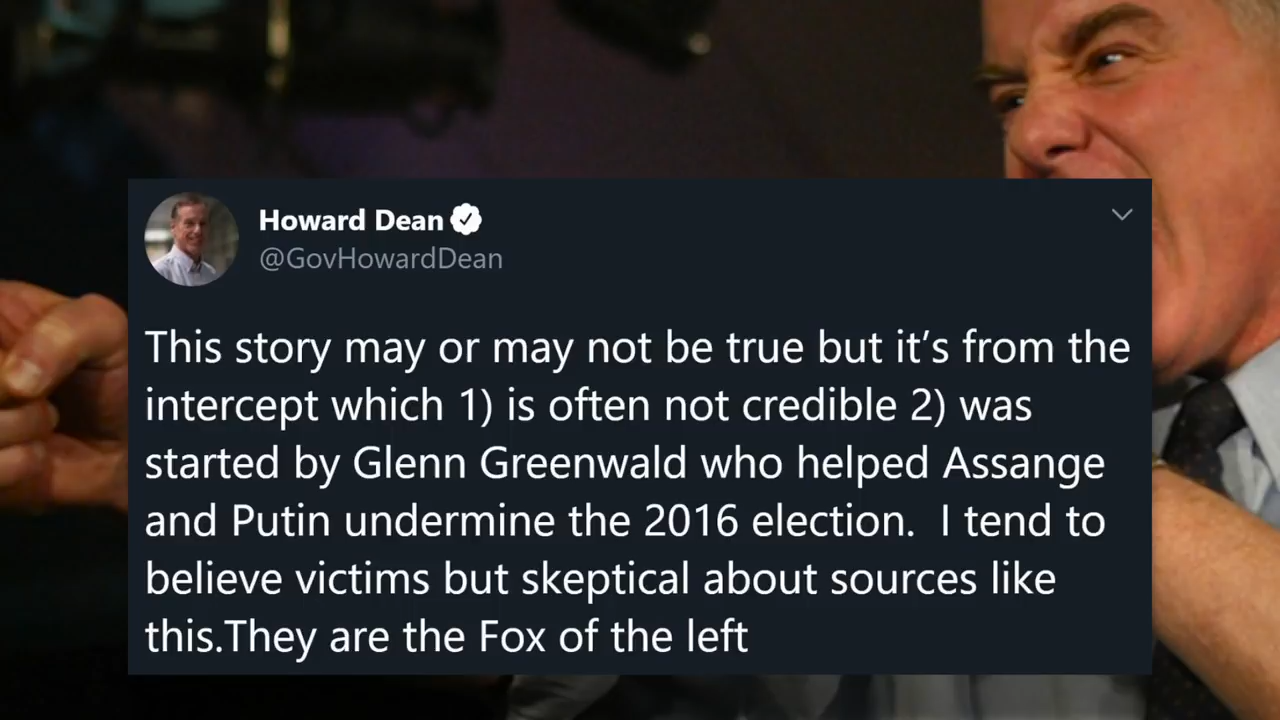 Howard Dean
@GovHowardDean
This story may or may not be true but it’s from the
intercept which 1) is often not credible 2) was
started by Glenn Greenwald who helped Assange
and Putin undermine the 2016 election.  I tend to
believe victims but skeptical about sources like
this.They are the Fox of the left